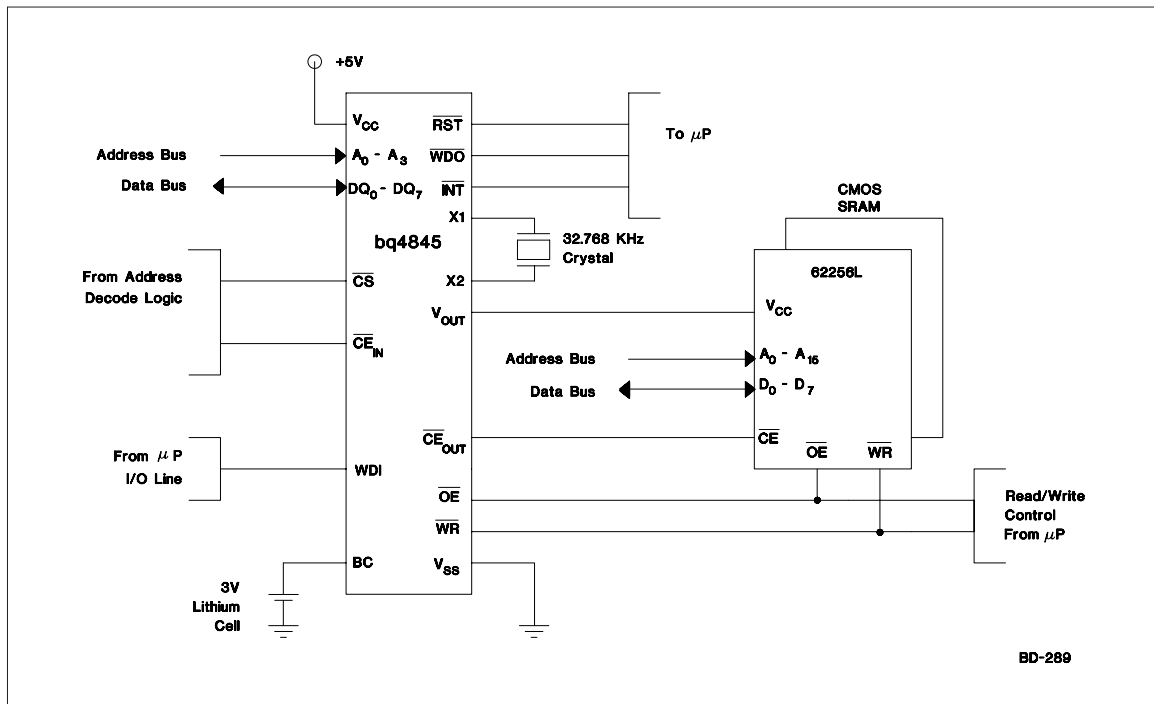 +5V
VCC
A0 - A3
DQ0 - DQ7
bq4845
CS
CEIN
WDI
BC
RST
WDO
INT
X1
X2
VOUT
CEOUT
OE
WR
VSS
Address Bus
Data Bus
From Address
Decode Logic
From μP
I/O Line
3V
Lithium
Cell
To μP
32.768 KHz
Crystal
CMOS
SRAM
62256L
VCC
A0 - A15
D0 - D7
CE
OE
WR
Address Bus
Data Bus
Read/Write
Control
From μP
BD-289